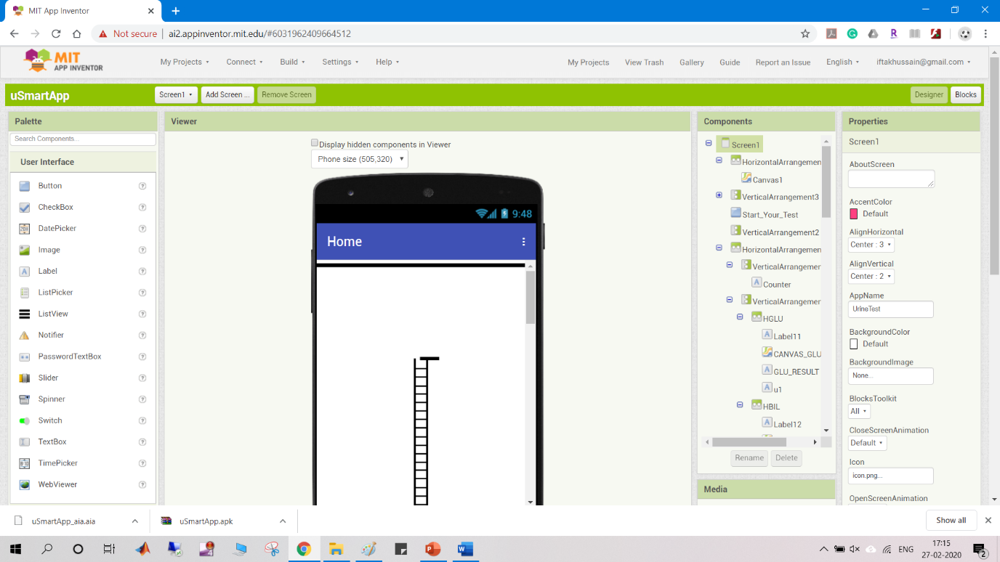 MIT App Inventor
Not secure | ai2.appinventor.mit.edu/#6031962409664512
MIT
APP INVENTOR
My Projects
Connect
Build
Settings
Help
My Projects
View Trash
Gallery
Guide
Report an Issue
English
iftakhussain@gmail.com
uSmartApp
Screen1
Add Screen ...
Remove Screen
Designer
Blocks
Palette
Search Components...
User Interface
Button
CheckBox
DatePicker
Image
Label
ListPicker
ListView
Notifier
PasswordTextBox
Slider
Spinner
Switch
TextBox
TimePicker
WebViewer
Viewer
Display hidden components in Viewer
Phone size (505,320)
9:48
Home
Components
Screen1
HorizontalArrangemen
Canvas1
VerticalArrangement3
Start_Your_Test
VerticalArrangement2
HorizontalArrangemen
VerticalArrangemer
Counter
VerticalArrangemer
HGLU
Label11
CANVAS_GLU
GLU_RESULT
u1
HBIL
Label12
Rename
Delete
Media
Properties
Screen1
AboutScreen
AccentColor
Default
AlignHorizontal
Center : 3
AlignVertical
Center : 2
AppName
UrineTest
BackgroundColor
Default
BackgroundImage
None...
BlocksToolkit
All
CloseScreenAnimation
Default
Icon
icon.png...
OpenScreenAnimation
uSmartApp_aia.aia
uSmartApp.apk
Show all
ENG
17:15
27-02-2020
2